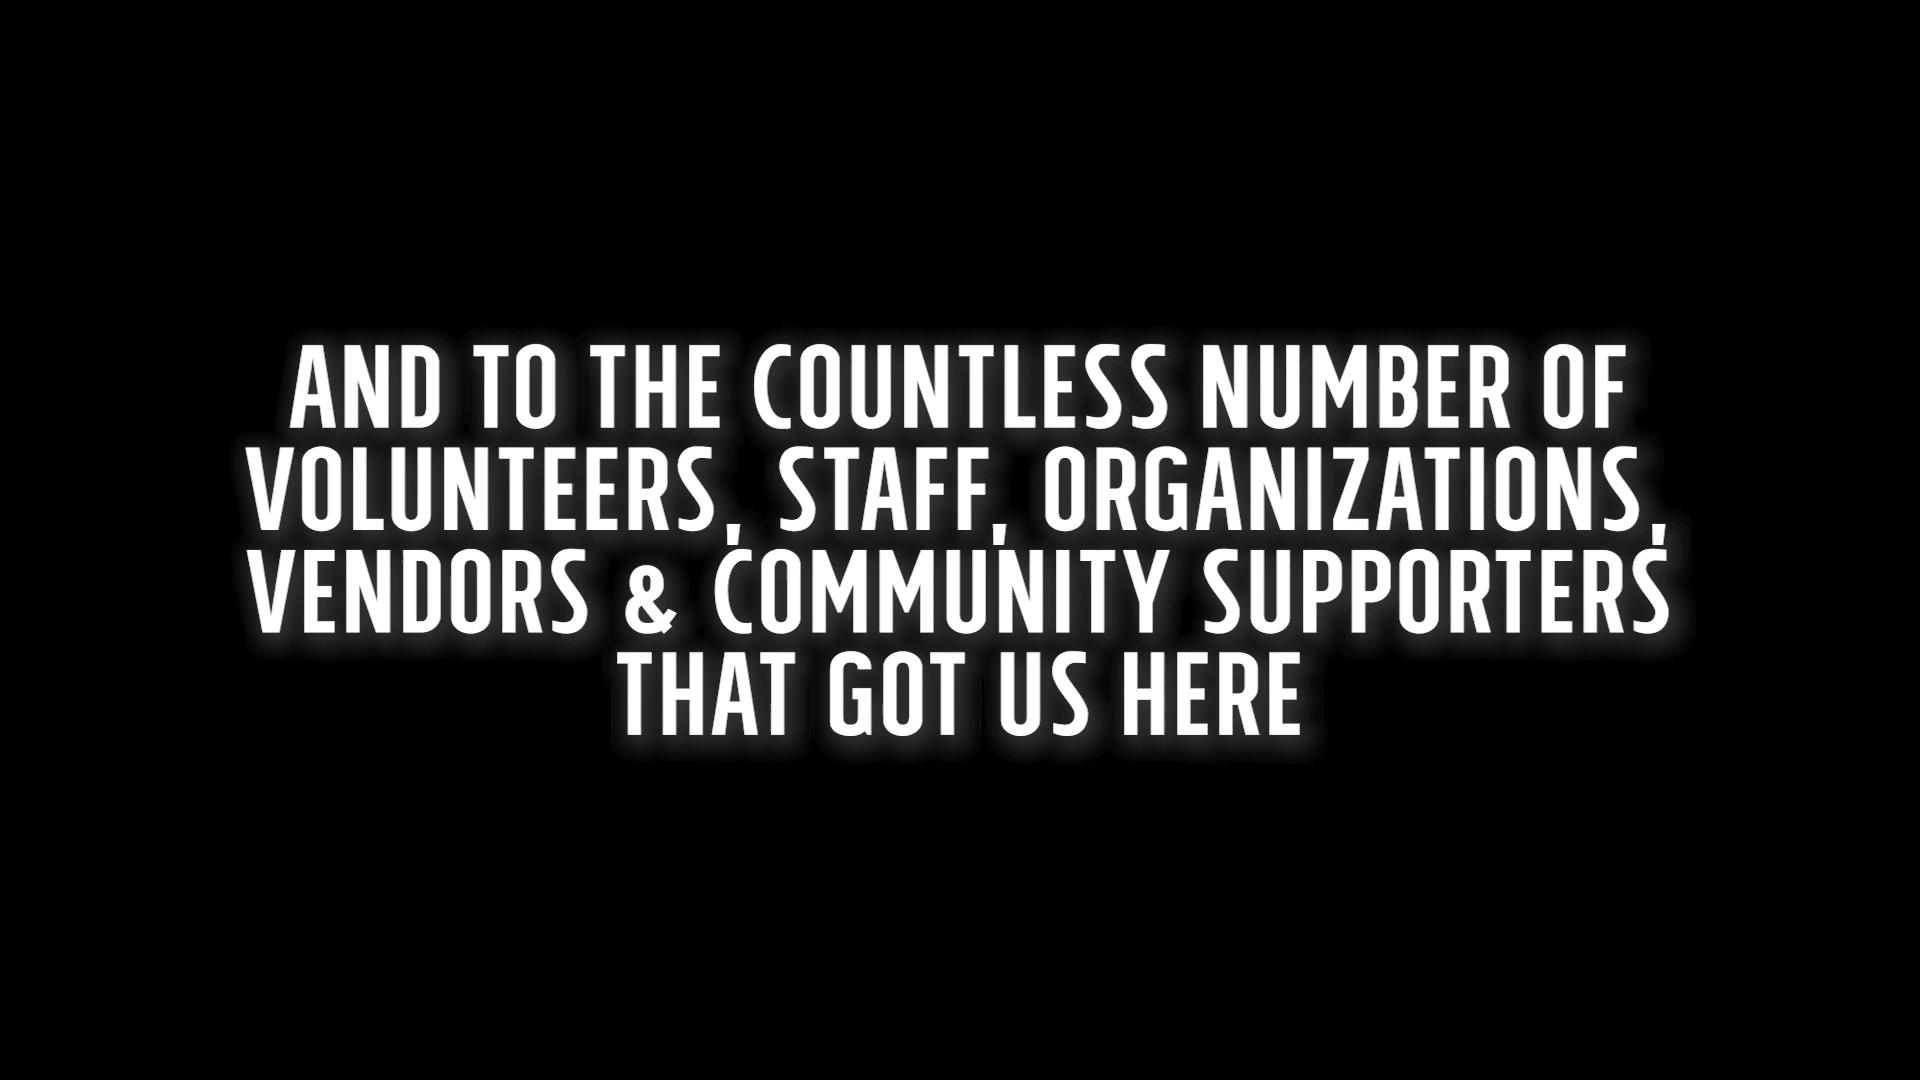 AND TO THE COUNTLESS NUMBER OF
VOLUNTEERS, STAFF, ORGANIZATIONS,
VENDORS & COMMUNITY SUPPORTERS
THAT GOT US HERE